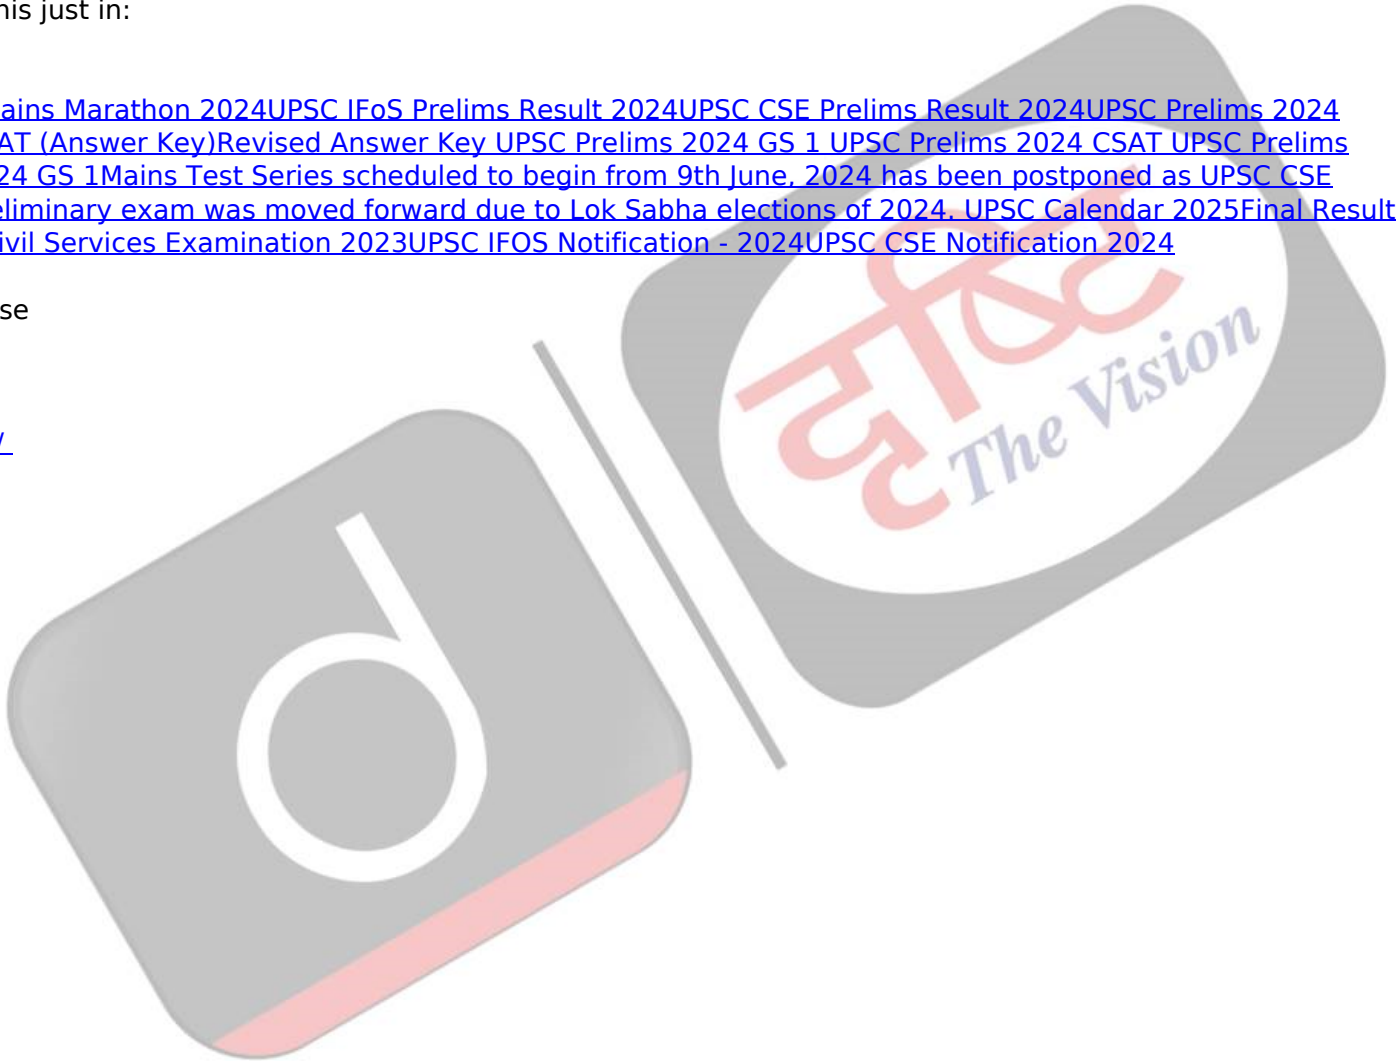 his just in:
ains Marathon 2024UPSC IFoS Prelims Result 2024UPSC CSE Prelims Result 2024UPSC Prelims 2024
AT (Answer Key)Revised Answer Key UPSC Prelims 2024 GS 1 UPSC Prelims 2024 CSAT UPSC Prelims
24 GS 1Mains Test Series scheduled to begin from 9th June, 2024 has been postponed as UPSC CSE
eliminary exam was moved forward due to Lok Sabha elections of 2024. UPSC Calendar 2025Final Result
ivil Services Examination 2023UPSC IFOS Notification - 2024UPSC CSE Notification 2024
se
दृष्टि
The Vision
d